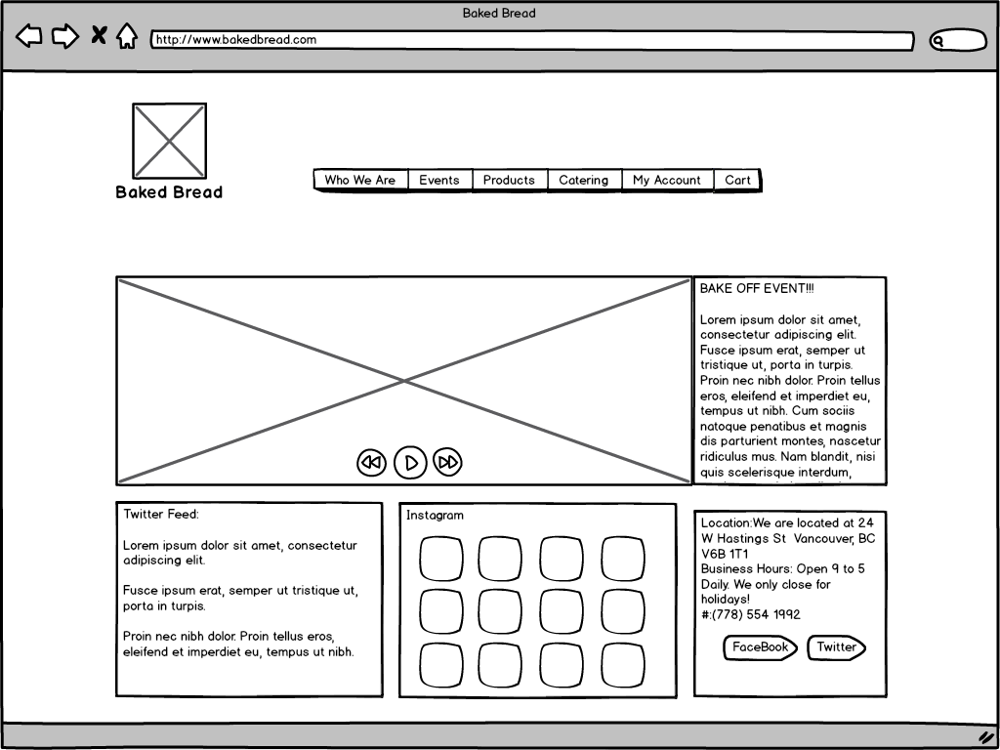 Baked Bread
http://www.bakedbread.com
Baked Bread
Who We Are
Events
Products
Catering
My Account
Cart
BAKE OFF EVENT!!!
Lorem ipsum dolor sit amet,
consectetur adipiscing elit.
Fusce ipsum erat, semper ut
tristique ut, porta in turpis.
Proin nec nibh dolor. Proin tellus
eros, eleifend et imperdiet eu,
tempus ut nibh. Cum sociis
natoque penatibus et magnis
dis parturient montes, nascetur
ridiculus mus. Nam blandit, nisi
quis scelerisque interdum,
Twitter Feed:
Lorem ipsum dolor sit amet, consectetur
adipiscing elit.
Fusce ipsum erat, semper ut tristique ut,
porta in turpis.
Proin nec nibh dolor. Proin tellus eros,
eleifend et imperdiet eu, tempus ut nibh.
Instagram
Location:We are located at 24
W Hastings St  Vancouver, BC
V6B 1T1
Business Hours: Open 9 to 5
Daily. We only close for
holidays!
#:(778) 554 1992
FaceBook
Twitter